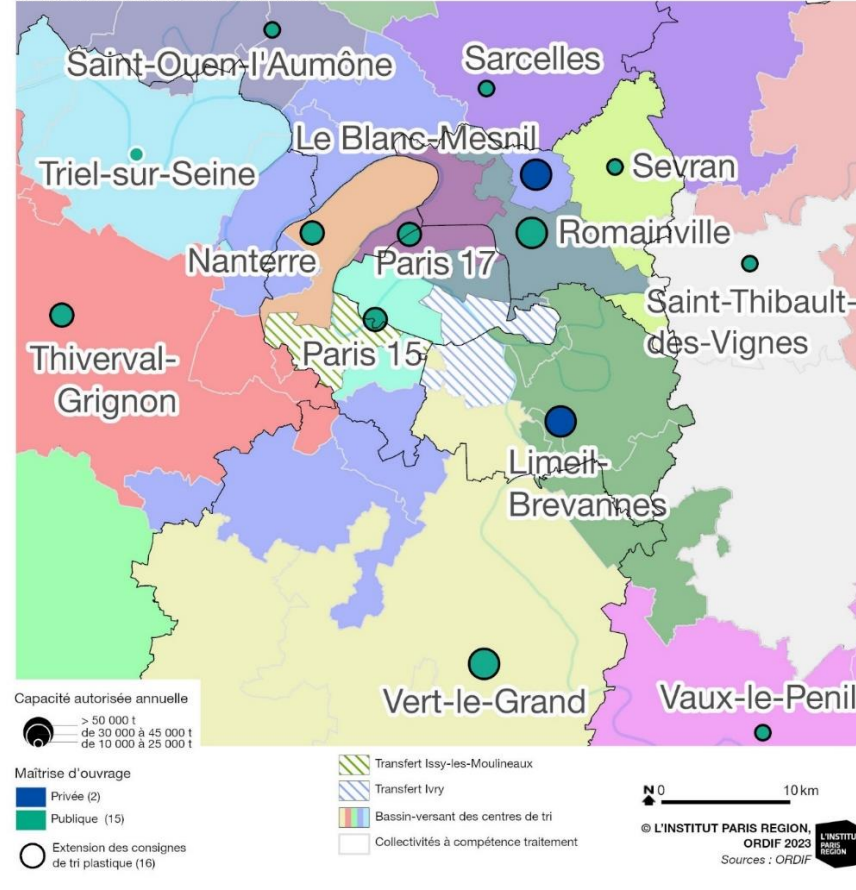 Saint-Ouen-l'Aumône
Sarcelles
Le Blanc-Mesnil
Triel-sur-Seine
Sevran
Romainville
Nanterre
Paris 17
Saint-Thibault-
des-Vignes
Thiverval-
Grignon
Paris 15
Limeil-
Brevannes
Vert-le-Grand
Vaux-le-Penil
Capacité autorisée annuelle
> 50 000 t
de 30 000 à 45 000 t
de 10 000 à 25 000 t
Maîtrise d'ouvrage
Privée (2)
Publique (15)
Extension des consignes
de tri plastique (16)
Transfert Issy-les-Moulineaux
Transfert Ivry
Bassin-versant des centres de tri
Collectivités à compétence traitement
N 0 10 km
© L'INSTITUT PARIS REGION,
ORDIF 2023
Sources : ORDIF
L'INSTITUT
PARIS
REGION